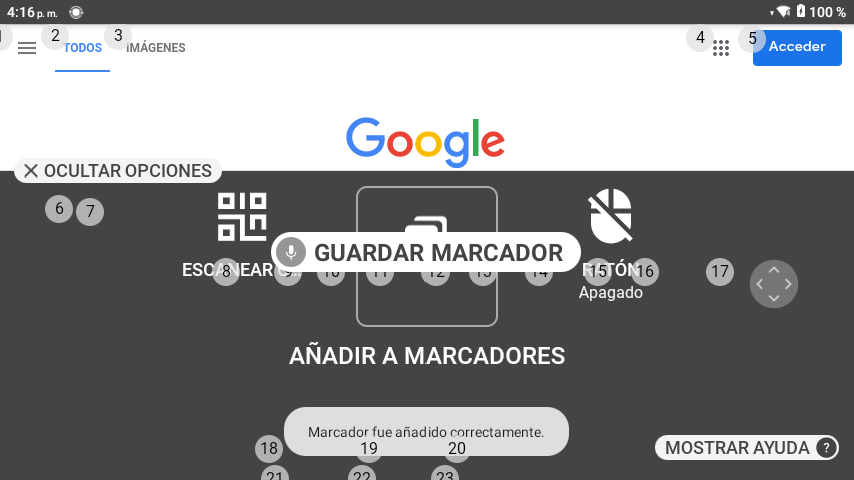 4:16 p. m.
100 %
1 2 TODOS 3 IMÁGENES 4 5 Acceder
Google
OCULTAR OPCIONES
6 7
GUARDAR MARCADOR
8 9 10 11 12 13 14 15 16 17
RATÓN
Apagado
AÑADIR A MARCADORES
Marcador fue añadido correctamente.
18 19 20
MOSTRAR AYUDA ?
21 22 23